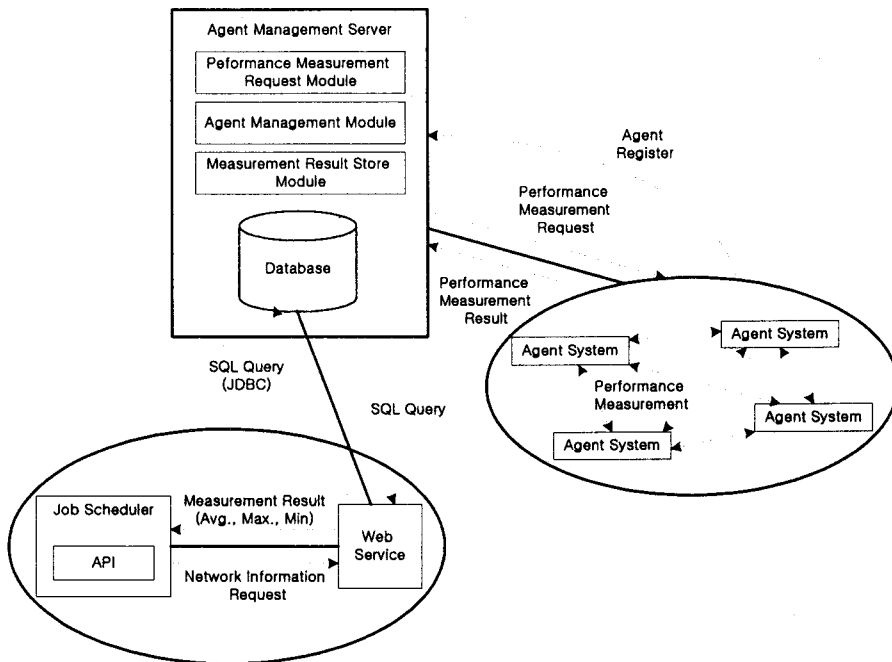 Agent Management Server
Peformance Measurement
Request Module
Agent Management Module
Measurement Result Store
Module
Database
Agent
Register
Performance
Measurement
Request
Performance
Measurement
Result
Agent System
Agent System
Performance
Measurement
Agent System
Agent System
SQL Query
(JDBC)
SQL Query
Job Scheduler
API
Measurement Result
(Avg., Max., Min)
Web
Service
Network Information
Request